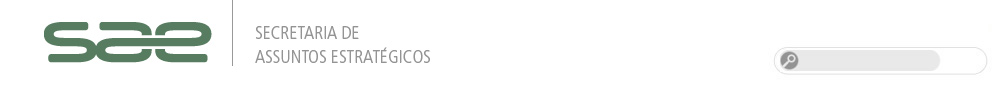 sae
SECRETARIA DE
ASSUNTOS ESTRATÉGICOS